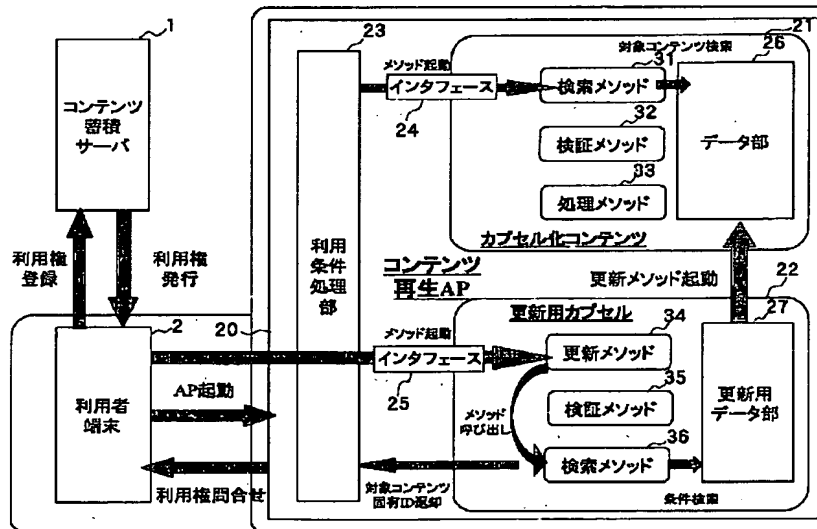 1
コンテンツ
蓄積
サーバ
利用権
登録
利用権
発行
2
利用者
端末
20
AP起動
利用権問合せ
23
利用
条件
処理部
メソッド起動
インタフェース
24
コンテンツ
再生AP
21
対象コンテンツ検索
26
31
検索メソッド
32
検証メソッド
33
処理メソッド
データ部
カプセル化コンテンツ
更新メソッド起動
22
更新用カプセル
27
メソッド起動
インタフェース
25
34
更新メソッド
35
検証メソッド
メソッド
呼び出し
36
検索メソッド
更新用
データ部
対象コンテンツ
固有ID返却
条件検索